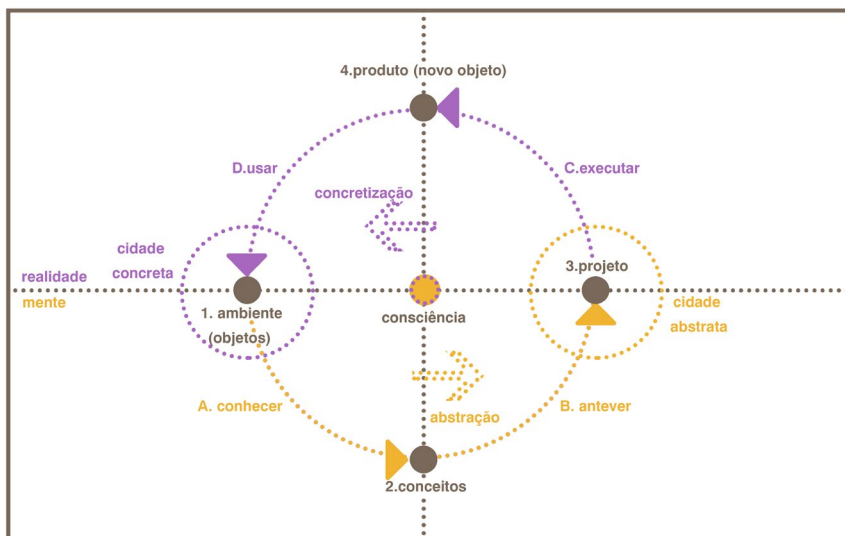 4.produto (novo objeto)
D.usar
C.executar
concretização
cidade
concreta
3.projeto
realidade
mente
1. ambiente
(objetos)
consciência
cidade
abstrata
A. conhecer
abstração
B. antever
2.conceitos